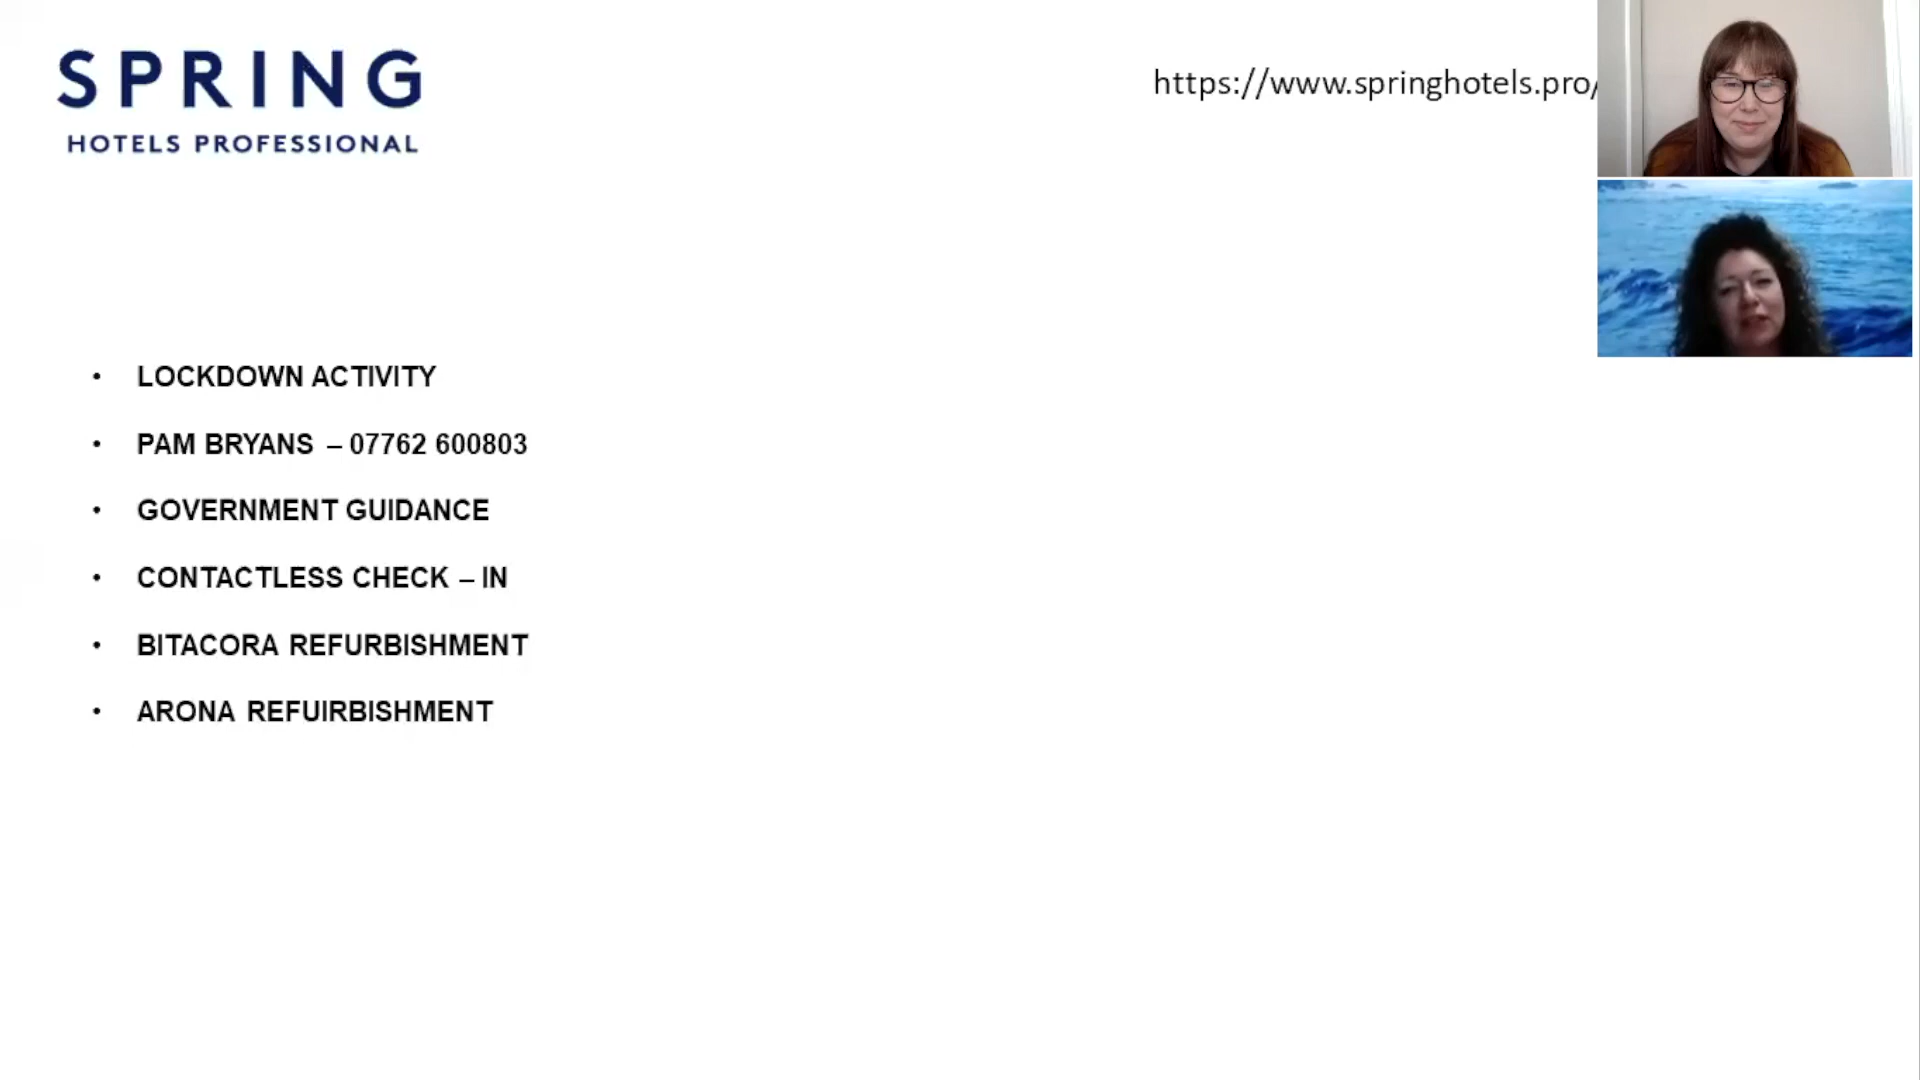 SPRING
HOTELS PROFESSIONAL
https://www.springhotels.pro/
• LOCKDOWN ACTIVITY
• PAM BRYANS – 07762 600803
• GOVERNMENT GUIDANCE
• CONTACTLESS CHECK – IN
• BITACORA REFURBISHMENT
• ARONA REFUIRBISHMENT